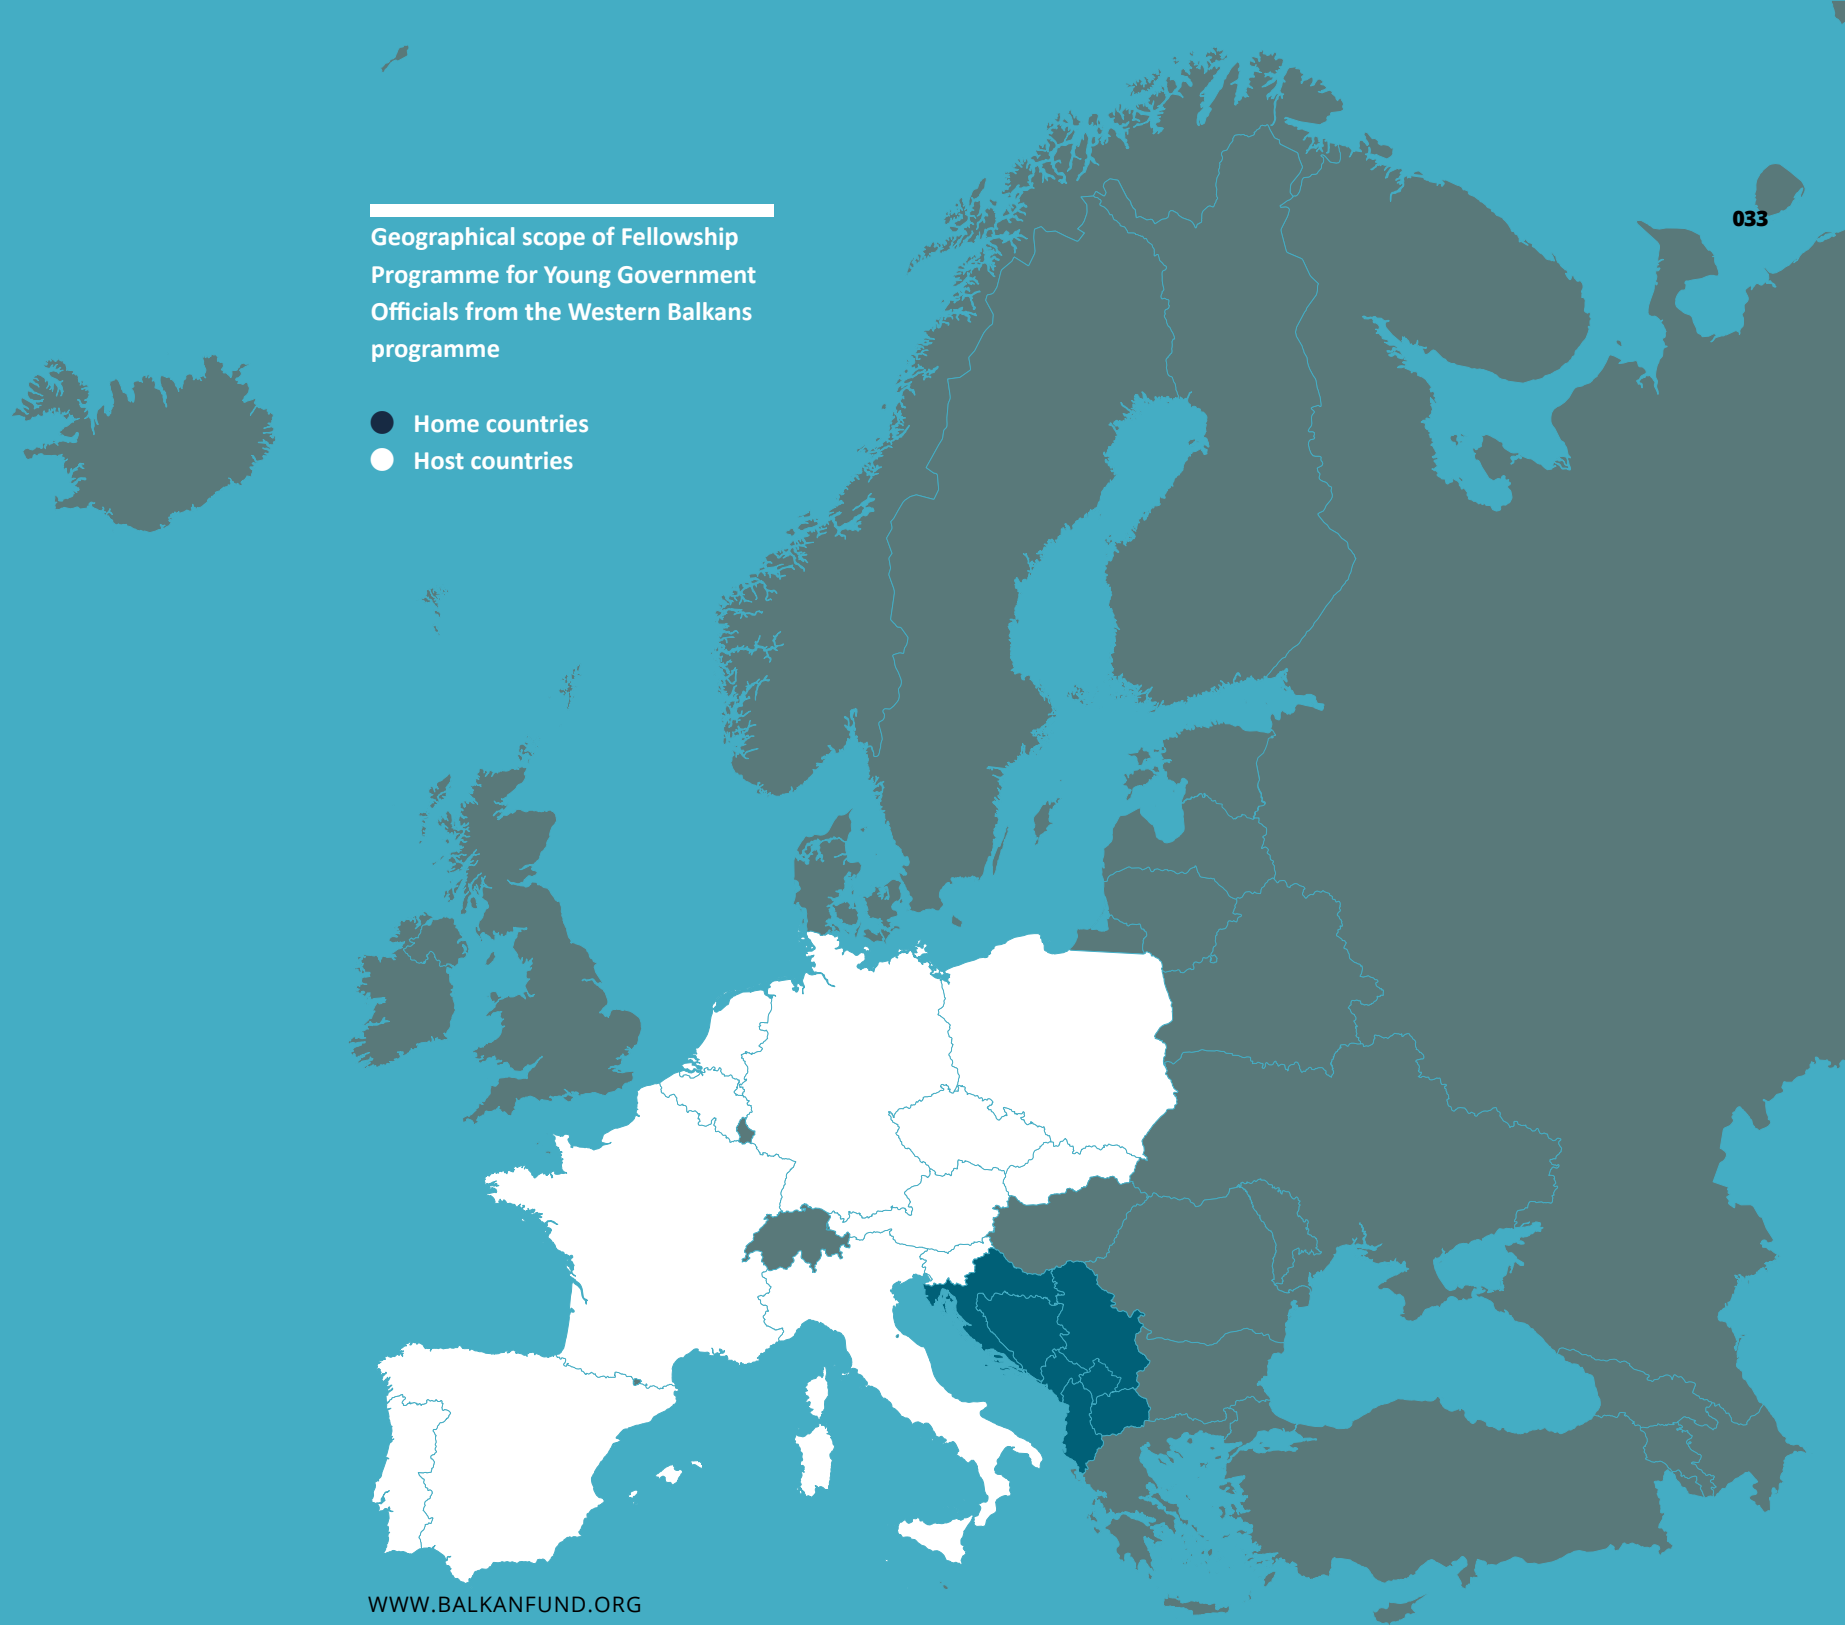 Geographical scope of Fellowship
Programme for Young Government
Officials from the Western Balkans
programme
Home countries
Host countries
033
WWW.BALKANFUND.ORG